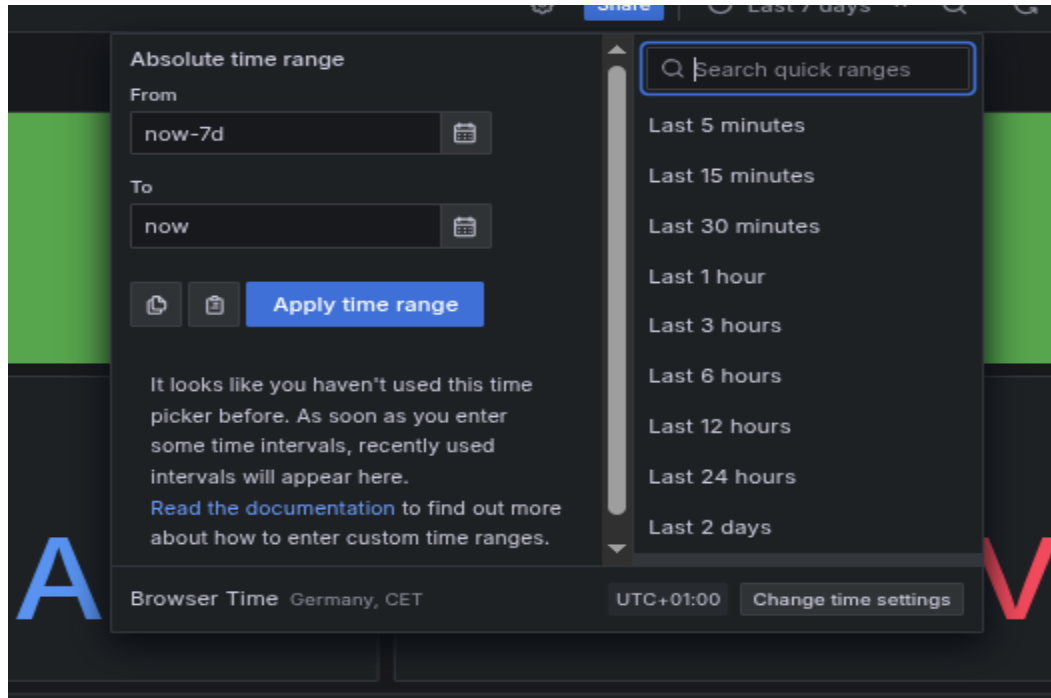 Share Last 7 days
Absolute time range
From
now-7d
To
now
Apply time range
It looks like you haven't used this time
picker before. As soon as you enter
some time intervals, recently used
intervals will appear here.
Read the documentation to find out more
about how to enter custom time ranges.
Search quick ranges
Last 5 minutes
Last 15 minutes
Last 30 minutes
Last 1 hour
Last 3 hours
Last 6 hours
Last 12 hours
Last 24 hours
Last 2 days
Browser Time Germany, CET UTC+01:00 Change time settings
A
V